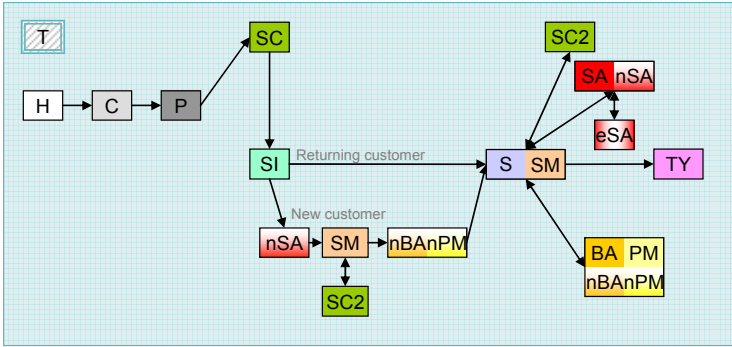 T
SC
SC2
SA nSA
H
C
P
eSA
SI
Returning customer
S SM
TY
New customer
nSA
SM
nBAnPM
BA PM
nBAnPM
SC2